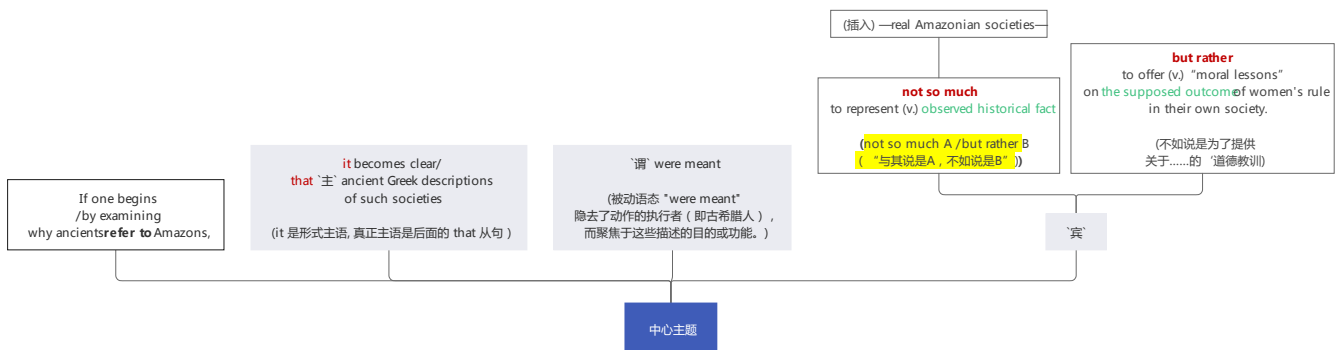 If one begins
/by examining
why ancients refer to Amazons,
it becomes clear/
that `主` ancient Greek descriptions
of such societies
(it 是形式主语, 真正主语是后面的 that 从句 )
`谓` were meant
(被动语态 "were meant"
隐去了动作的执行者（即古希腊人），
而聚焦于这些描述的目的或功能。)
(插入) —real Amazonian societies—
not so much
to represent (v.) observed historical fact
(not so much A /but rather B
( “与其说是A，不如说是B” ))
but rather
to offer (v.) “moral lessons”
on the supposed outcome of women's rule
in their own society.
(不如说是为了提供
关于……的‘道德教训)
`宾`
中心主题